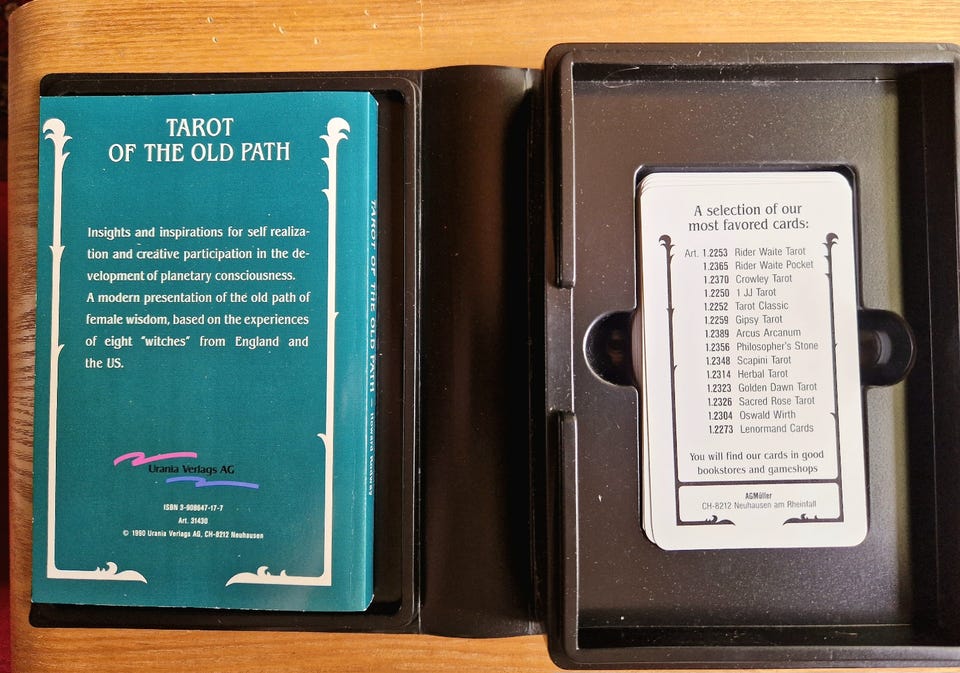 TAROT
OF THE OLD PATH
Insights and inspirations for self realiza-
tion and creative participation in the de-
velopment of planetary consciousness.
A modern presentation of the old path of
female wisdom, based on the experiences
of eight "witches" from England and
the US.
Urania Verlags AG
ISBN 3-908647-17-7
Art. 31430
© 1990 Urania Verlags AG, CH-8212 Neuhausen
TAROT OF THE OLD PATH – Howard Rodway
A selection of our
most favored cards:
Art. 1.2253 Rider Waite Tarot
1.2365 Rider Waite Pocket
1.2370 Crowley Tarot
1.2250 1 JJ Tarot
1.2252 Tarot Classic
1.2259 Gipsy Tarot
1.2389 Arcus Arcanum
1.2356 Philosopher's Stone
1.2348 Scapini Tarot
1.2314 Herbal Tarot
1.2323 Golden Dawn Tarot
1.2326 Sacred Rose Tarot
1.2304 Oswald Wirth
1.2273 Lenormand Cards
You will find our cards in good
bookstores and gameshops
AGMüller
CH-8212 Neuhausen am Rheinfall